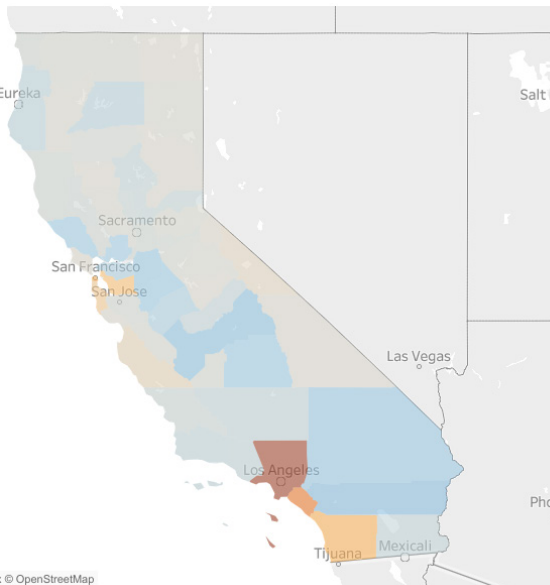 Eureka
Salt
Sacramento
San Francisco
San Jose
Las Vegas
Los Angeles
Pho
Tijuana
Mexicali
© OpenStreetMap